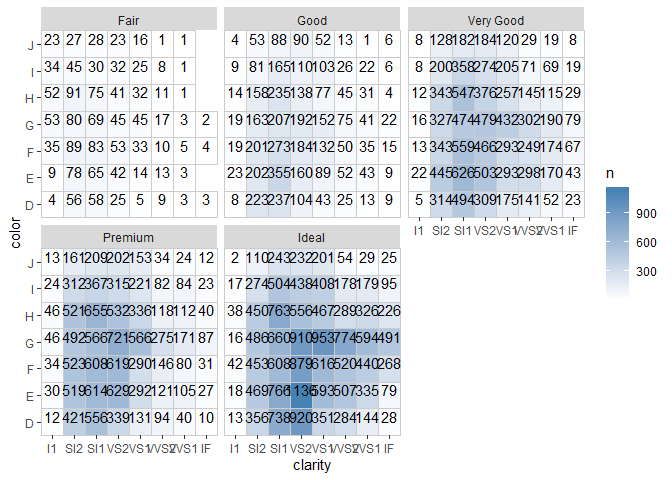 Fair Good Very Good
J 23 27 28 23 16 1 1 4 53 88 90 52 13 1 6 8 128 182 184 120 29 19 8
I 34 45 30 32 25 8 1 9 81 165 110 103 26 22 6 8 200 358 274 205 71 69 19
H 52 91 75 41 32 11 1 14 158 235 138 77 45 31 4 12 343 547 376 257 145 115 29
G 53 80 69 45 45 17 3 2 19 163 207 192 152 75 41 22 16 327 474 479 432 302 190 79
F 35 89 83 53 33 10 5 4 19 201 273 184 132 50 35 15 13 343 559 466 293 249 174 67
E 9 78 65 42 14 13 3 23 202 355 160 89 52 43 9 22 445 626 503 293 298 170 43
D 4 56 58 25 5 9 3 3 8 223 237 104 43 25 13 9 5 314 494 309 175 141 52 23
I1 SI2 SI1 VS2 VS1 VVS2 VVS1 IF
Premium Ideal
J 13 161 209 202 153 34 24 12 2 110 243 232 201 54 29 25
I 24 312 367 315 221 82 84 23 17 274 504 438 408 178 179 95
H 46 521 655 532 336 118 112 40 38 450 763 556 467 289 326 226
G 46 492 566 721 566 275 171 87 16 486 660 910 953 774 594 491
F 34 523 608 619 290 146 80 31 42 453 608 879 616 520 440 268
E 30 519 614 629 292 121 105 27 18 469 766 1136 593 507 335 79
D 12 421 556 339 131 94 40 10 13 356 738 920 351 284 144 28
I1 SI2 SI1 VS2 VS1 VVS2 VVS1 IF I1 SI2 SI1 VS2 VS1 VVS2 VVS1 IF
clarity
color
n
900
600
300